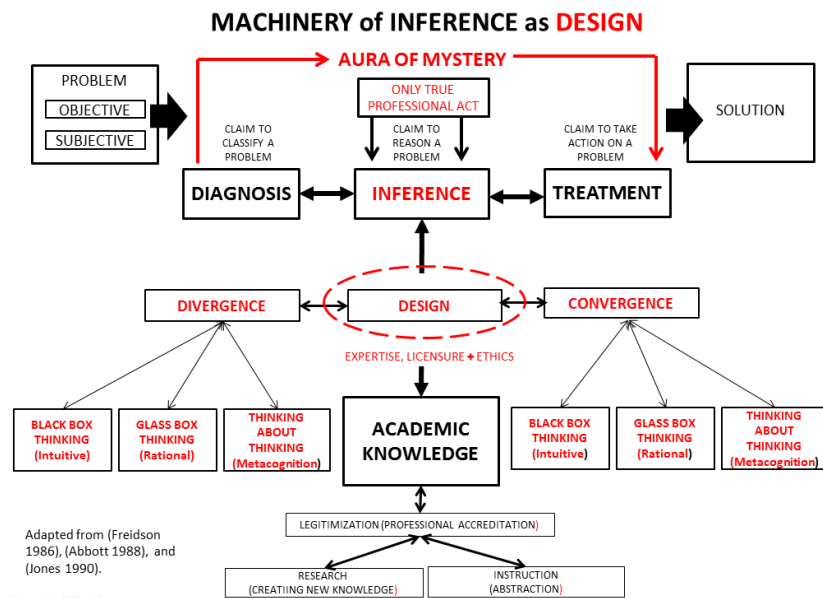 MACHINERY of INFERENCE as DESIGN
AURA OF MYSTERY
PROBLEM
OBJECTIVE
SUBJECTIVE
ONLY TRUE
PROFESSIONAL ACT
SOLUTION
CLAIM TO
CLASSIFY A
PROBLEM
CLAIM TO
REASON A
PROBLEM
CLAIM TO TAKE
ACTION ON A
PROBLEM
DIAGNOSIS
INFERENCE
TREATMENT
DIVERGENCE
DESIGN
CONVERGENCE
EXPERTISE, LICENSURE + ETHICS
BLACK BOX
THINKING
(Intuitive)
GLASS BOX
THINKING
(Rational)
THINKING
ABOUT
THINKING
(Metacognition)
ACADEMIC
KNOWLEDGE
BLACK BOX
THINKING
(Intuitive)
GLASS BOX
THINKING
(Rational)
THINKING
ABOUT
THINKING
(Metacognition)
LEGITIMIZATION (PROFESSIONAL ACCREDITATION)
Adapted from (Freidson
1986), (Abbott 1988), and
(Jones 1990).
RESEARCH
(CREATIING NEW KNOWLEDGE)
INSTRUCTION
(ABSTRACTION)